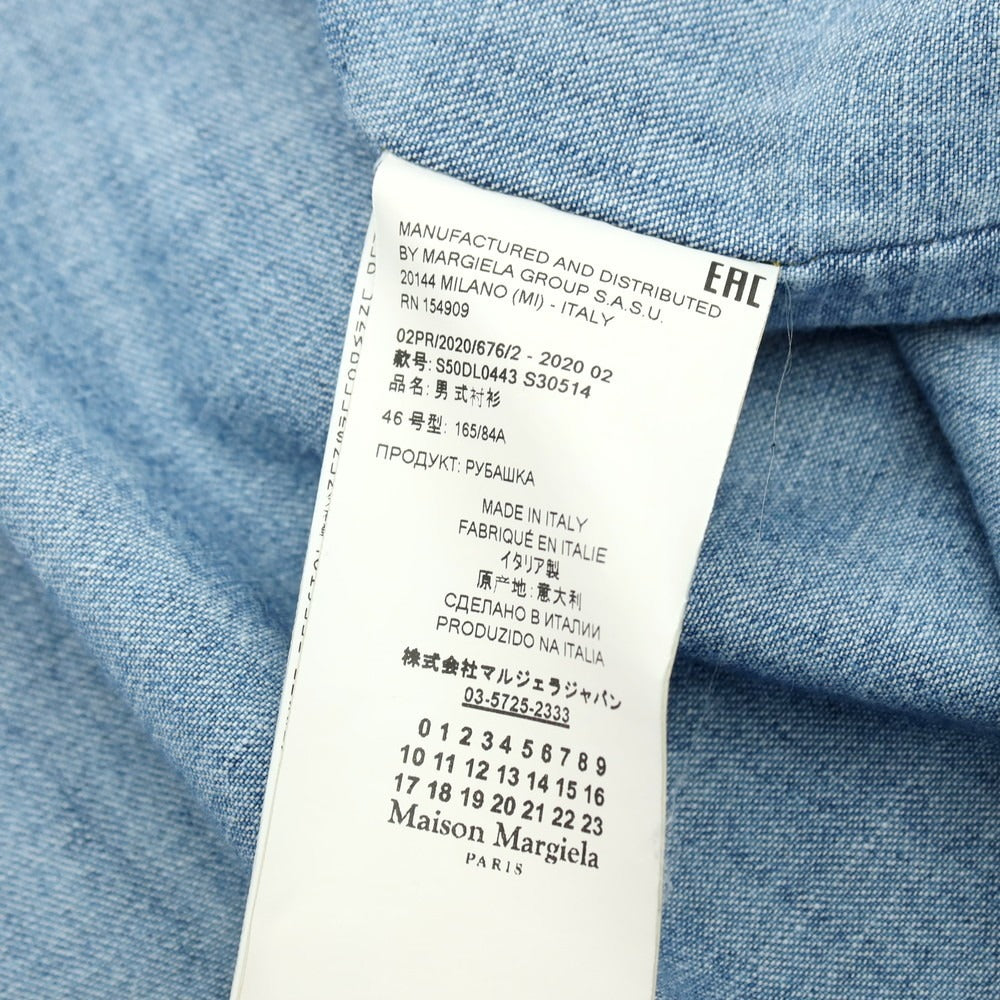 EAC
MANUFACTURED AND DISTRIBUTED
BY MARGIELA GROUP S.A.S.U.
20144 MILANO (MI) - ITALY
RN 154909
02PR/2020/676/2 - 2020 02
款号: S50DL0443 S30514
品名: 男式衬衫
46 号型: 165/84A
ПРОДУКТ: РУБАШКА
MADE IN ITALY
FABRIQUÉ EN ITALIE
イタリア製
原产地: 意大利
СДЕЛАНО В ИТАЛИИ
PRODUZIDO NA ITALIA
株式会社マルジェラジャパン
03-5725-2333
0 1 2 3 4 5 6 7 8 9
10 11 12 13 14 15 16
17 18 19 20 21 22 23
Maison Margiela
PARIS